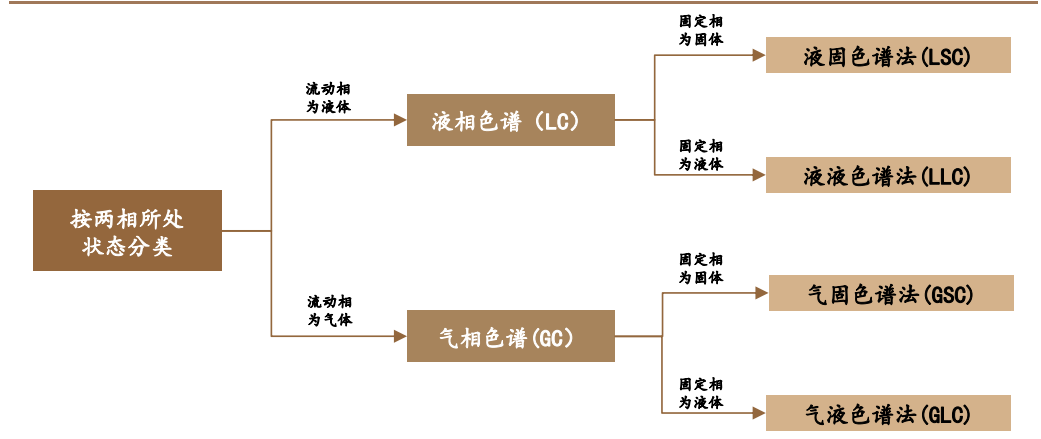 按两相所处
状态分类
流动相
为液体
液相色谱（LC）
固定相
为固体
液固色谱法(LSC)
固定相
为液体
液液色谱法(LLC)
流动相
为气体
气相色谱(GC)
固定相
为固体
气固色谱法(GSC)
固定相
为液体
气液色谱法(GLC)